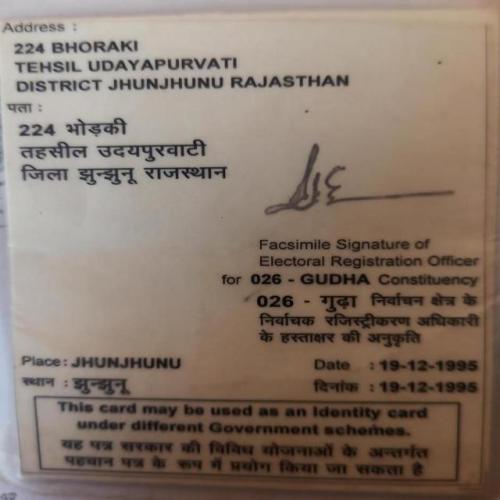 Address :
224 BHORAKI
TEHSIL UDAYAPURVATI
DISTRICT JHUNJHUNU RAJASTHAN
पता :
224 भोड़की
तहसील उदयपुरवाटी
जिला झुन्झुनू राजस्थान
Facsimile Signature of
Electoral Registration Officer
for 026 - GUDHA Constituency
026 - गुढ़ा निर्वाचन क्षेत्र के
निर्वाचक रजिस्ट्रीकरण अधिकारी
के हस्ताक्षर की अनुकृति
Place : JHUNJHUNU Date : 19-12-1995
स्थान : झुन्झुनू दिनांक : 19-12-1995
This card may be used as an Identity card
under different Government schemes.
यह पत्र सरकार की विविध योजनाओं के अन्तर्गत
पहचान पत्र के रूप में प्रयोग किया जा सकता है